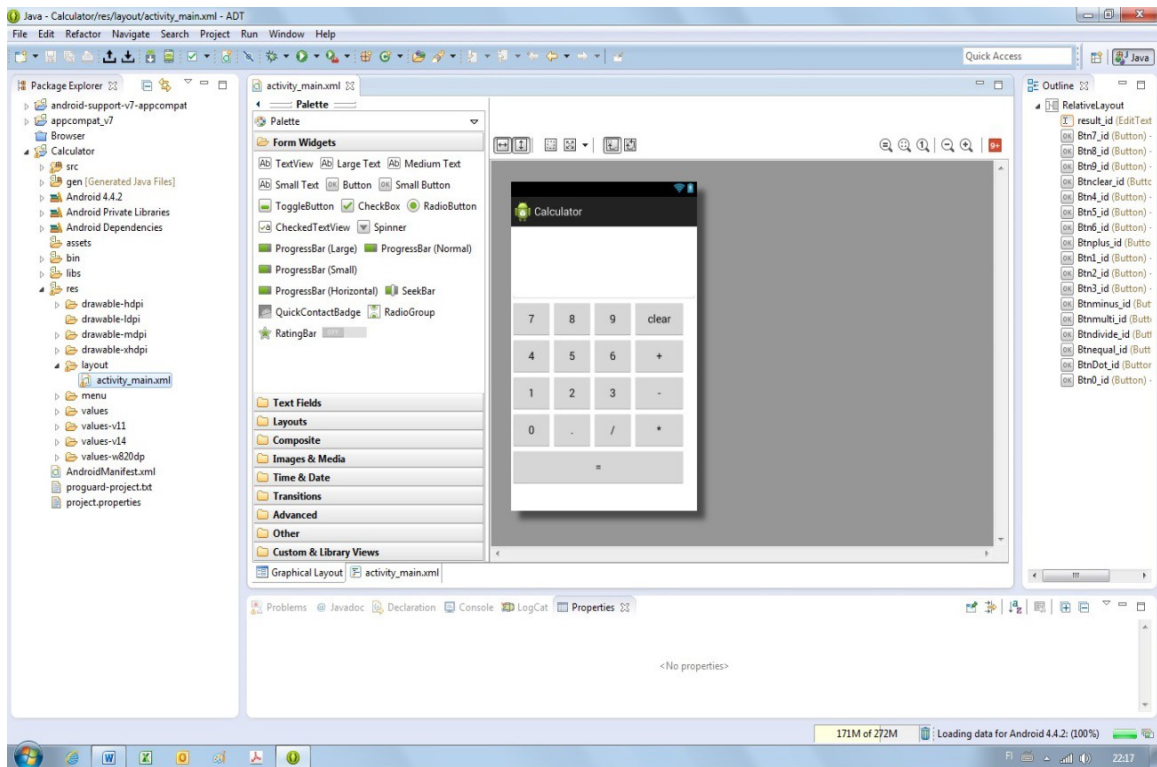 Java - Calculator/res/layout/activity_main.xml - ADT
File Edit Refactor Navigate Search Project Run Window Help
Quick Access
Java
Package Explorer
android-support-v7-appcompat
appcompat_v7
Browser
Calculator
src
gen [Generated Java Files]
Android 4.4.2
Android Private Libraries
Android Dependencies
assets
bin
libs
res
drawable-hdpi
drawable-ldpi
drawable-mdpi
drawable-xhdpi
layout
activity_main.xml
menu
values
values-v11
values-v14
values-w820dp
AndroidManifest.xml
proguard-project.txt
project.properties
activity_main.xml
Palette
Palette
Form Widgets
Ab TextView Ab Large Text Ab Medium Text
Ab Small Text OK Button OK Small Button
ToggleButton CheckBox RadioButton
CheckedTextView Spinner
ProgressBar (Large) ProgressBar (Normal)
ProgressBar (Small)
ProgressBar (Horizontal) SeekBar
QuickContactBadge RadioGroup
RatingBar OFF
Text Fields
Layouts
Composite
Images & Media
Time & Date
Transitions
Advanced
Other
Custom & Library Views
Graphical Layout activity_main.xml
9+
Calculator
7 8 9 clear
4 5 6 +
1 2 3 -
0 . / *
=
Outline
RelativeLayout
result_id (EditText
Btn7_id (Button) -
Btn8_id (Button) -
Btn9_id (Button) -
Btnclear_id (Buttc
Btn4_id (Button) -
Btn5_id (Button) -
Btn6_id (Button) -
Btnplus_id (Butto
Btn1_id (Button) -
Btn2_id (Button) -
Btn3_id (Button) -
Btnminus_id (But
Btnmulti_id (Butt
Btndivide_id (But
Btnequal_id (Butt
BtnDot_id (Button
Btn0_id (Button) -
Problems @ Javadoc Declaration Console LogCat Properties
<No properties>
171M of 272M Loading data for Android 4.4.2: (100%)
FI 22:17